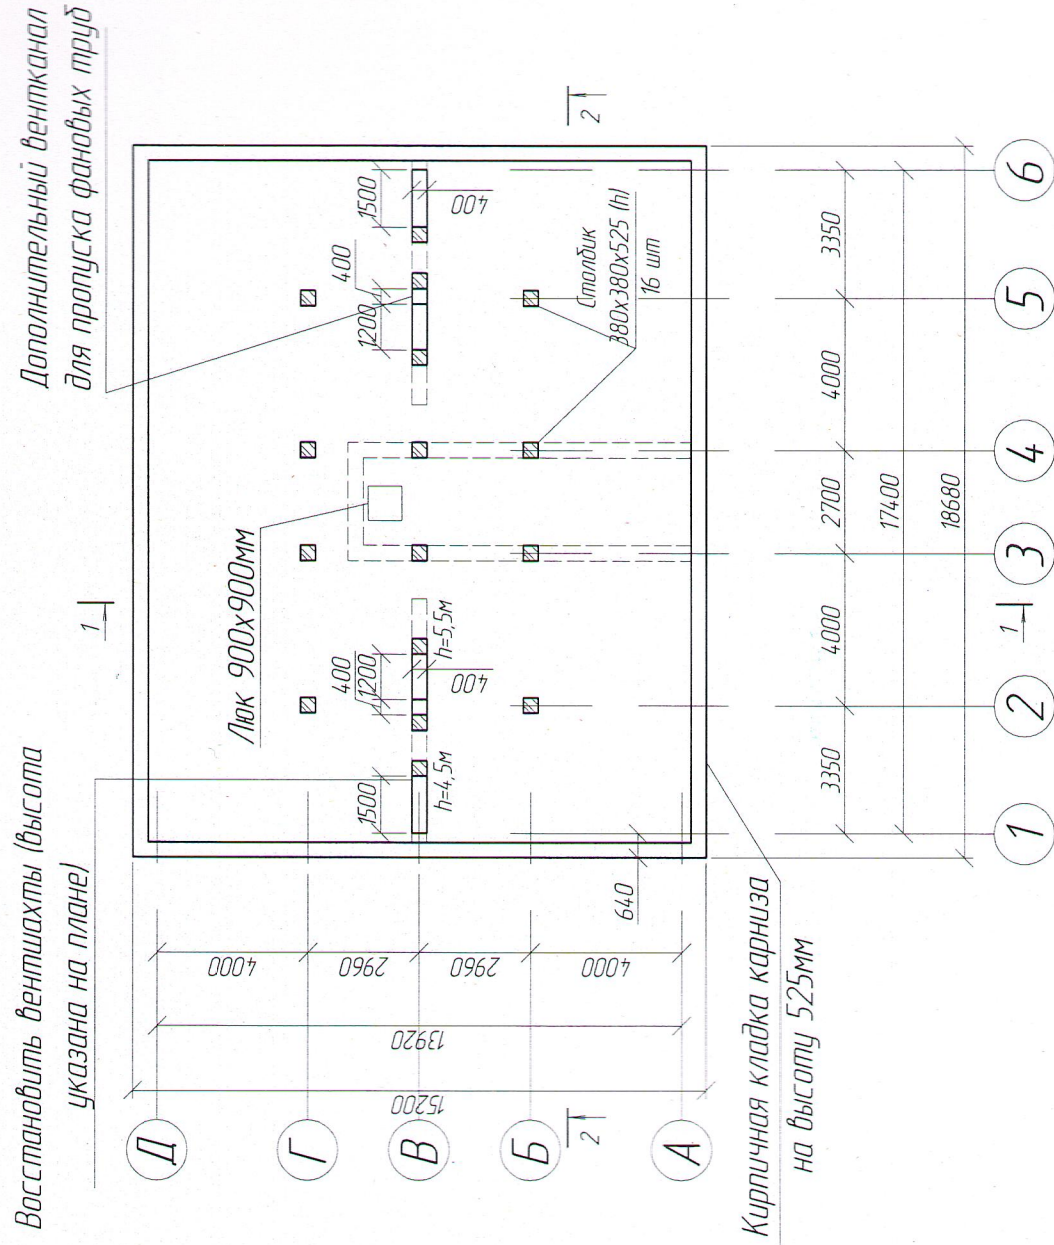 Дополнительный вентканал
для пропуска фановых труб
Восстановить вентшахты (высота
указана на плане)
Люк 900х900мм
Столбик
380х380х525 (h)
16 шт
Кирпичная кладка карниза
на высоту 525мм
1
1
2
2
1500
400
1200
400
400
1200
400
1500
h=5,5м
h=4,5м
400
640
3350
4000
2700
4000
3350
17400
18680
4000
2960
2960
4000
13920
15200
1
2
3
4
5
6
Д
Г
В
Б
А